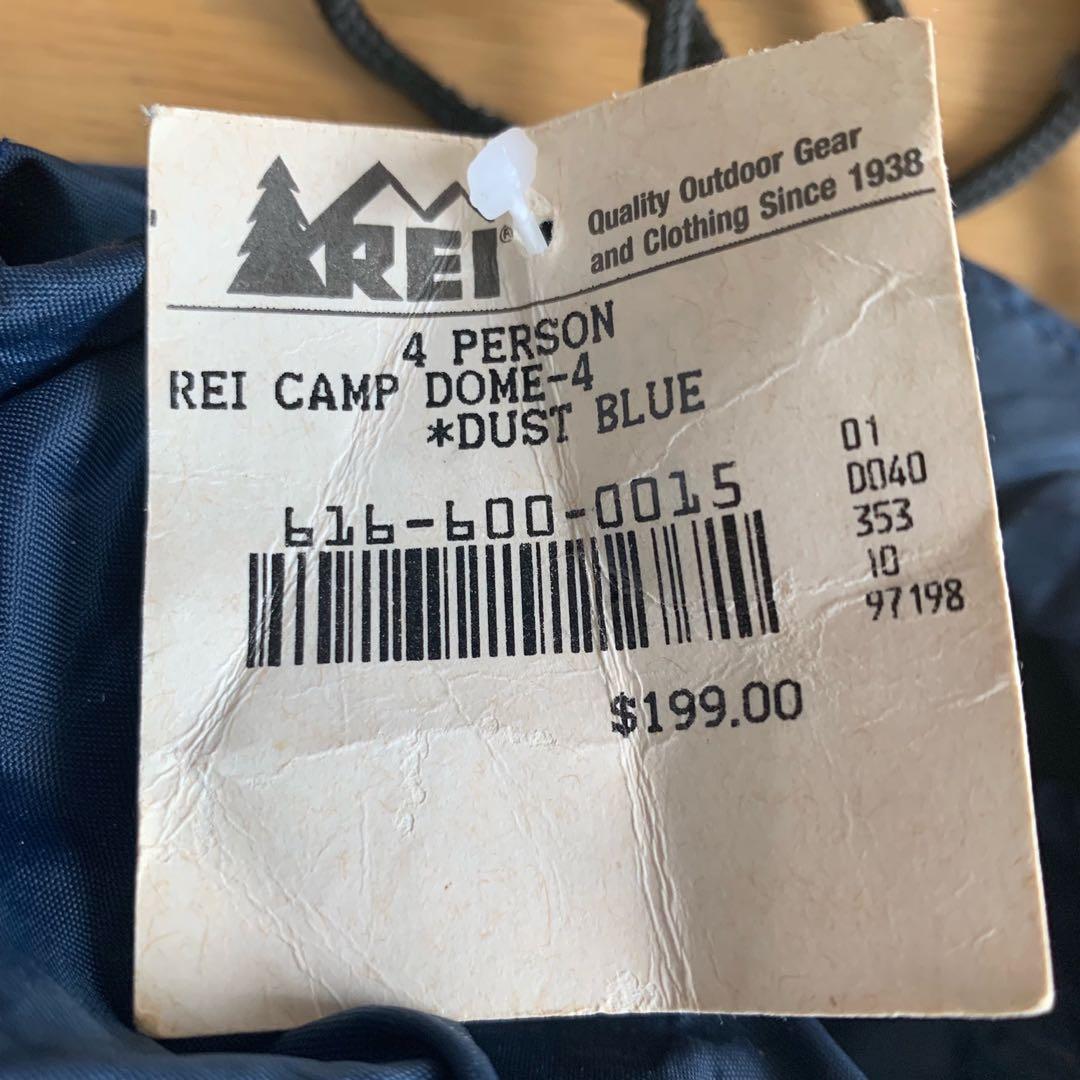 REI®
Quality Outdoor Gear
and Clothing Since 1938
4 PERSON
REI CAMP DOME-4
*DUST BLUE
616-600-0015
01
D040
353
10
97198
$199.00